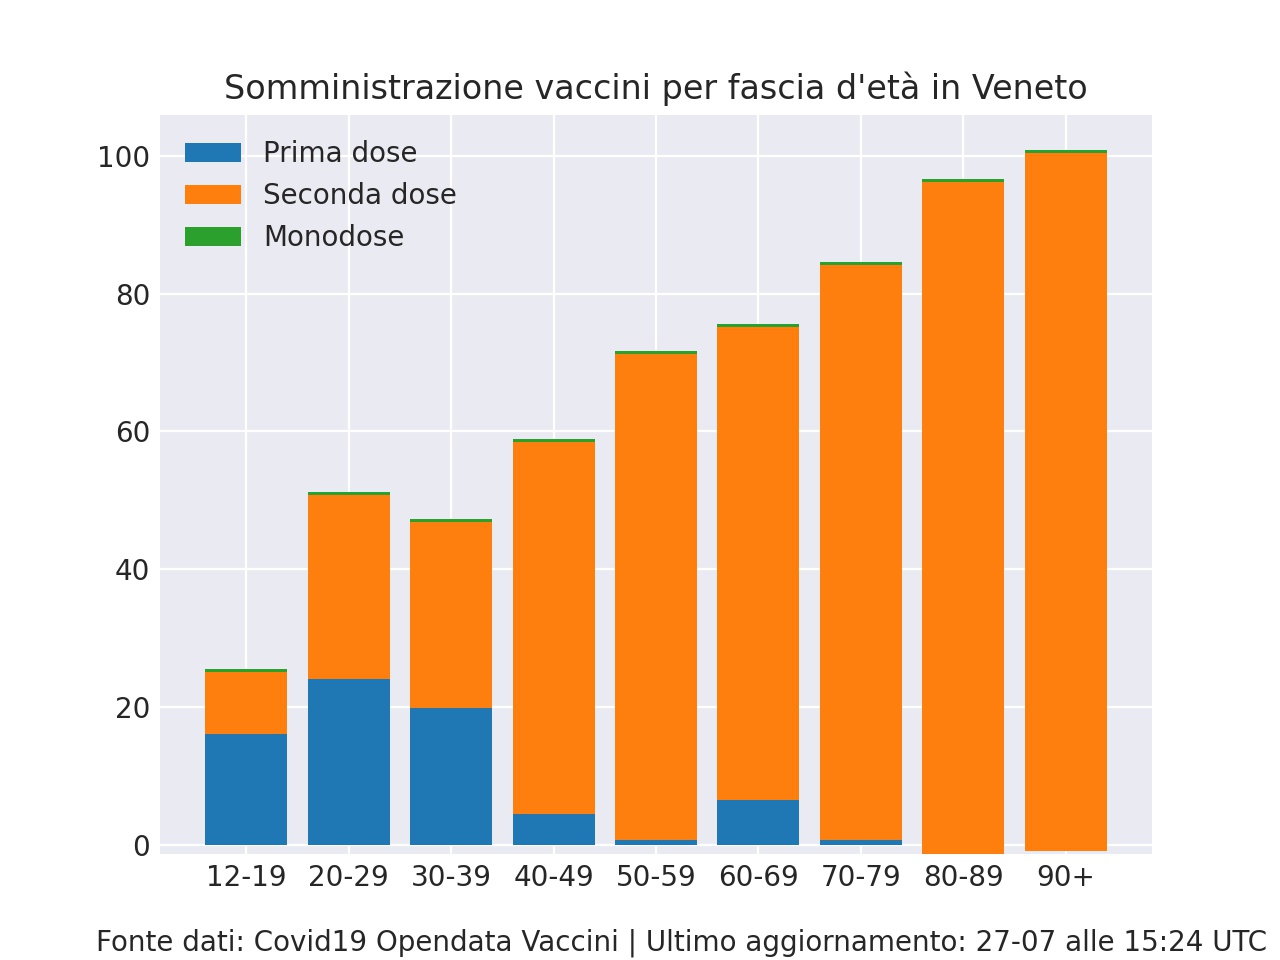 Somministrazione vaccini per fascia d'età in Veneto
Prima dose
Seconda dose
Monodose
100
80
60
40
20
0
12-19 20-29 30-39 40-49 50-59 60-69 70-79 80-89 90+
Fonte dati: Covid19 Opendata Vaccini | Ultimo aggiornamento: 27-07 alle 15:24 UTC